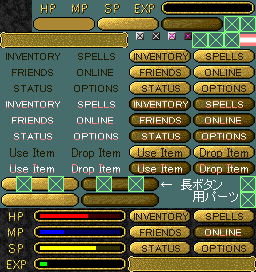 HP MP SP EXP
INVENTORY SPELLS INVENTORY SPELLS
FRIENDS ONLINE FRIENDS ONLINE
STATUS OPTIONS STATUS OPTIONS
INVENTORY SPELLS INVENTORY SPELLS
FRIENDS ONLINE FRIENDS ONLINE
STATUS OPTIONS STATUS OPTIONS
Use Item Drop Item Use Item Drop Item
Use Item Drop Item Use Item Drop Item
← 長ボタン
用パーツ
HP INVENTORY SPELLS
MP FRIENDS ONLINE
SP STATUS OPTIONS
EXP